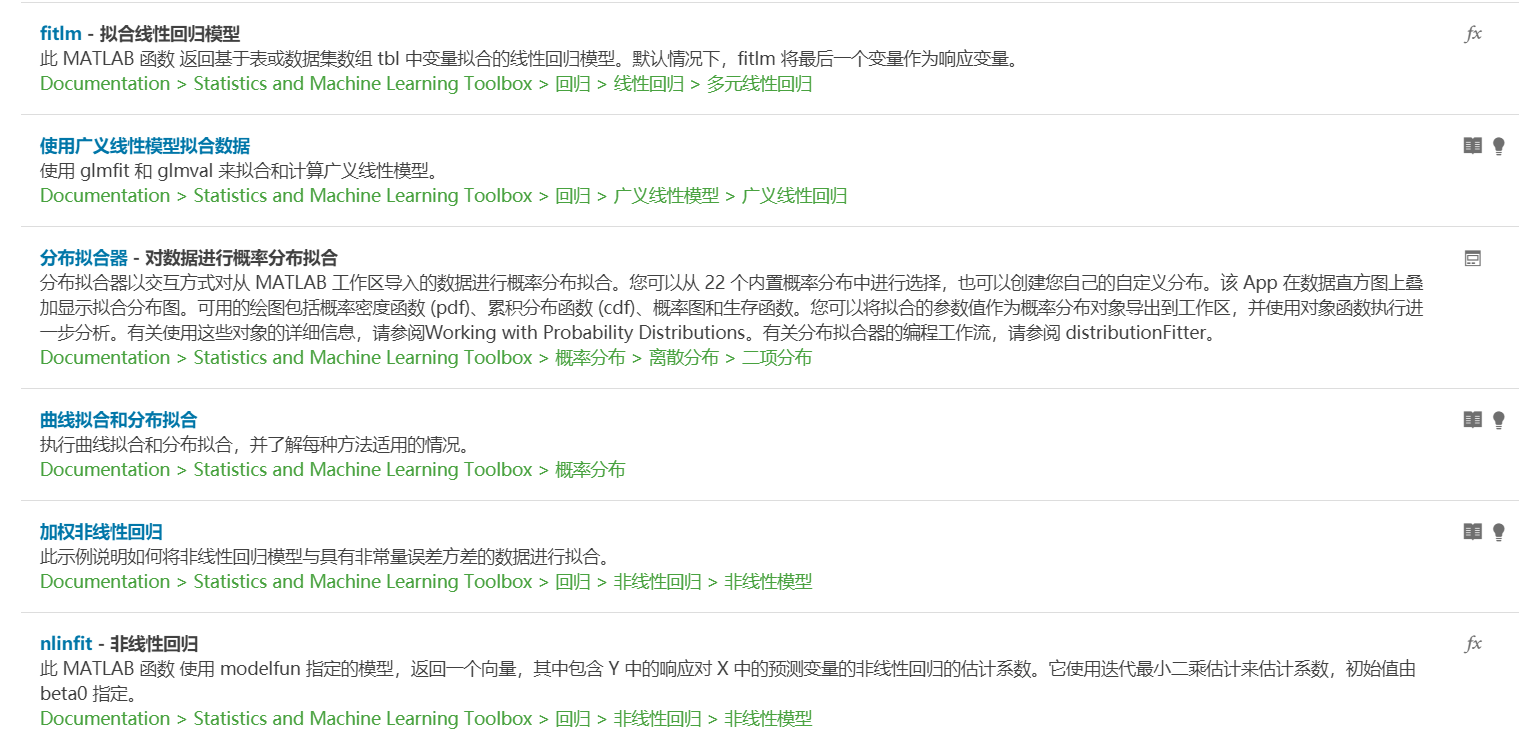 fitlm - 拟合线性回归模型
此 MATLAB 函数 返回基于表或数据集数组 tbl 中变量拟合的线性回归模型。默认情况下，fitlm 将最后一个变量作为响应变量。
Documentation > Statistics and Machine Learning Toolbox > 回归 > 线性回归 > 多元线性回归
fx
使用广义线性模型拟合数据
使用 glmfit 和 glmval 来拟合和计算广义线性模型。
Documentation > Statistics and Machine Learning Toolbox > 回归 > 广义线性模型 > 广义线性回归
分布拟合器 - 对数据进行概率分布拟合
分布拟合器以交互方式对从 MATLAB 工作区导入的数据进行概率分布拟合。您可以从 22 个内置概率分布中进行选择，也可以创建您自己的自定义分布。该 App 在数据直方图上叠
加显示拟合分布图。可用的绘图包括概率密度函数 (pdf)、累积分布函数 (cdf)、概率图和生存函数。您可以将拟合的参数值作为概率分布对象导出到工作区，并使用对象函数执行进
一步分析。有关使用这些对象的详细信息，请参阅Working with Probability Distributions。有关分布拟合器的编程工作流，请参阅 distributionFitter。
Documentation > Statistics and Machine Learning Toolbox > 概率分布 > 离散分布 > 二项分布
曲线拟合和分布拟合
执行曲线拟合和分布拟合，并了解每种方法适用的情况。
Documentation > Statistics and Machine Learning Toolbox > 概率分布
加权非线性回归
此示例说明如何将非线性回归模型与具有非常量误差方差的数据进行拟合。
Documentation > Statistics and Machine Learning Toolbox > 回归 > 非线性回归 > 非线性模型
nlinfit - 非线性回归
此 MATLAB 函数 使用 modelfun 指定的模型，返回一个向量，其中包含 Y 中的响应对 X 中的预测变量的非线性回归的估计系数。它使用迭代最小二乘估计来估计系数，初始值由
beta0 指定。
Documentation > Statistics and Machine Learning Toolbox > 回归 > 非线性回归 > 非线性模型
fx